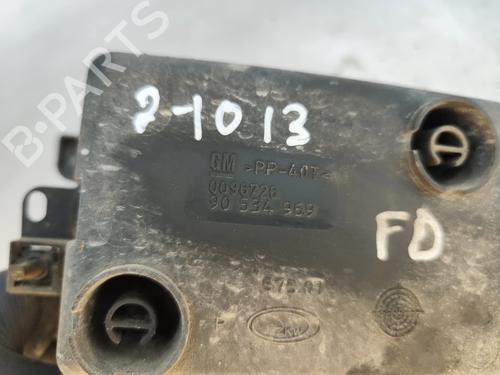 B-PARTS
2-1013
GM >PP-40T<
0096726
90 534 969
FD